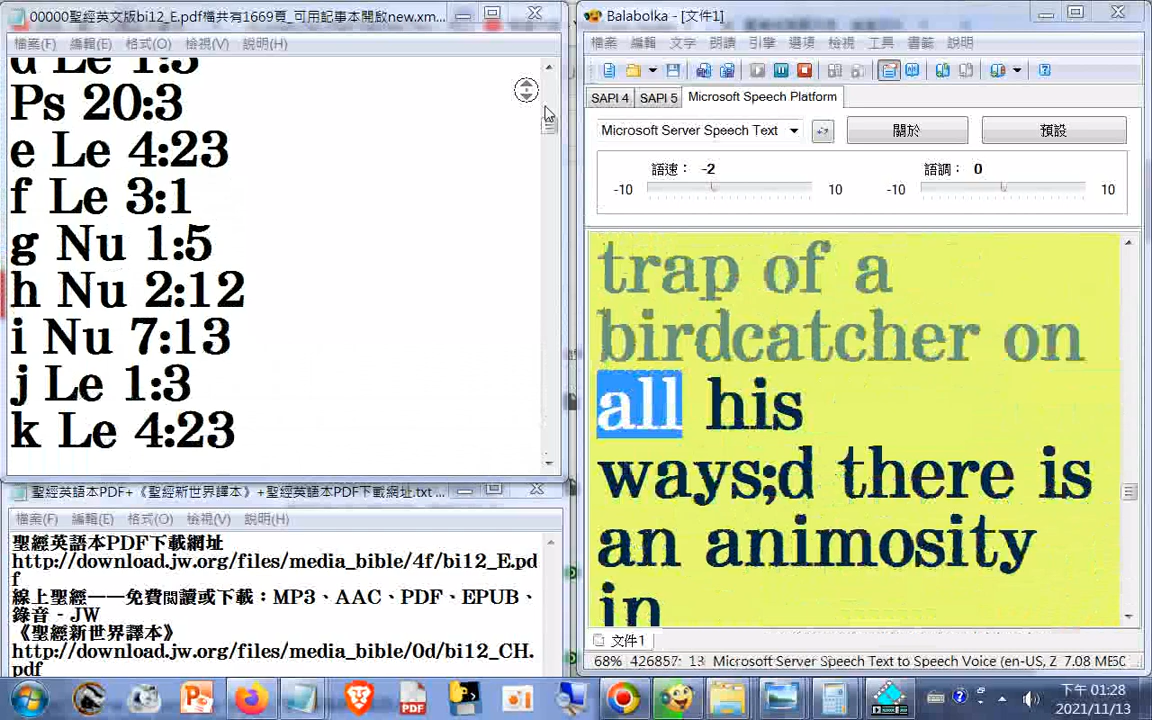 00000聖經英文版bi12_E.pdf檔共有1669頁_可用記事本開啟new.xm...
檔案(F) 編輯(E) 格式(O) 檢視(V) 說明(H)
d Le 1:5
Ps 20:3
e Le 4:23
f Le 3:1
g Nu 1:5
h Nu 2:12
i Nu 7:13
j Le 1:3
k Le 4:23
聖經英語本PDF+《聖經新世界譯本》+聖經英語本PDF下載網址.txt ...
檔案(F) 編輯(E) 格式(O) 檢視(V) 說明(H)
聖經英語本PDF下載網址
http://download.jw.org/files/media_bible/4f/bi12_E.pd
f
線上聖經——免費閱讀或下載：MP3、AAC、PDF、EPUB、
錄音 - JW
《聖經新世界譯本》
http://download.jw.org/files/media_bible/0d/bi12_CH.
pdf
Balabolka - [文件1]
檔案 編輯 文字 朗讀 引擎 選項 檢視 工具 書籤 說明
SAPI 4 SAPI 5 Microsoft Speech Platform
Microsoft Server Speech Text 關於 預設
語速： -2 語調： 0
-10 10 -10 10
trap of a
birdcatcher on
all his
ways;d there is
an animosity
in
文件1
68% 426857: 13 Microsoft Server Speech Text to Speech Voice (en-US, Z 7.08 ME
下午 01:28
2021/11/13